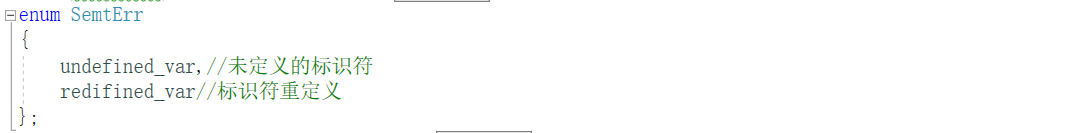 enum SemtErr
{
undefined_var,//未定义的标识符
redifined_var//标识符重定义
};